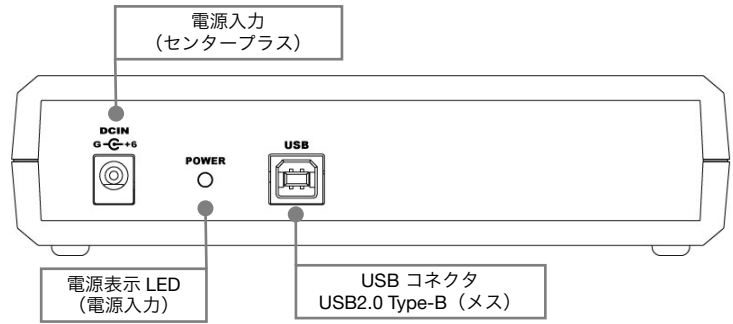 電源入力
（センタープラス）
DCIN
G +6
POWER
USB
電源表示 LED
（電源入力）
USB コネクタ
USB2.0 Type-B（メス）